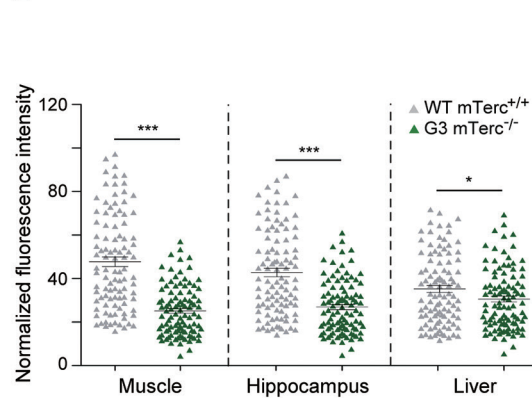 Normalized fluorescence intensity
120
80
40
0
***
***
*
WT mTerc+/+
G3 mTerc-/-
Muscle
Hippocampus
Liver